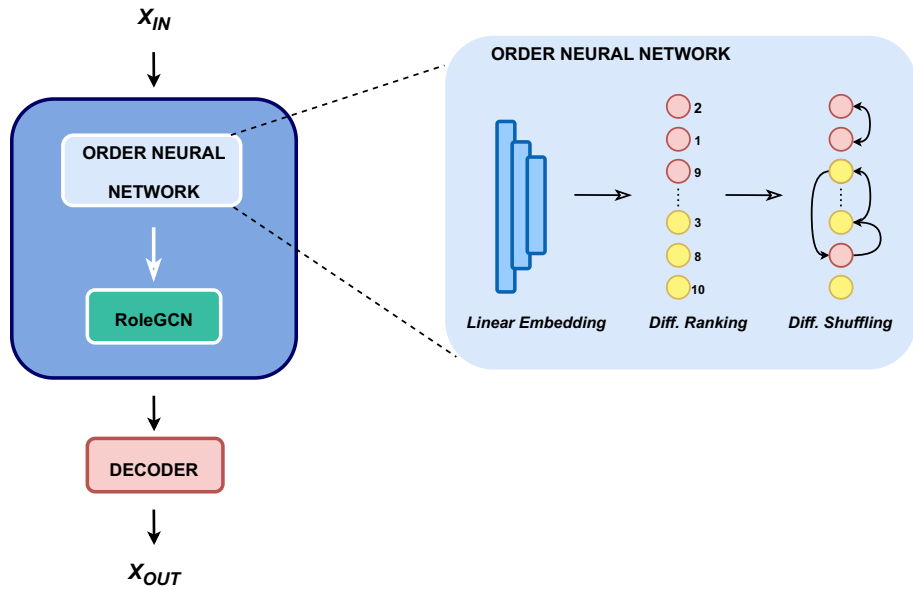 X_IN
ORDER NEURAL
NETWORK
RoleGCN
DECODER
X_OUT
ORDER NEURAL NETWORK
2
1
9
3
8
10
Linear Embedding
Diff. Ranking
Diff. Shuffling